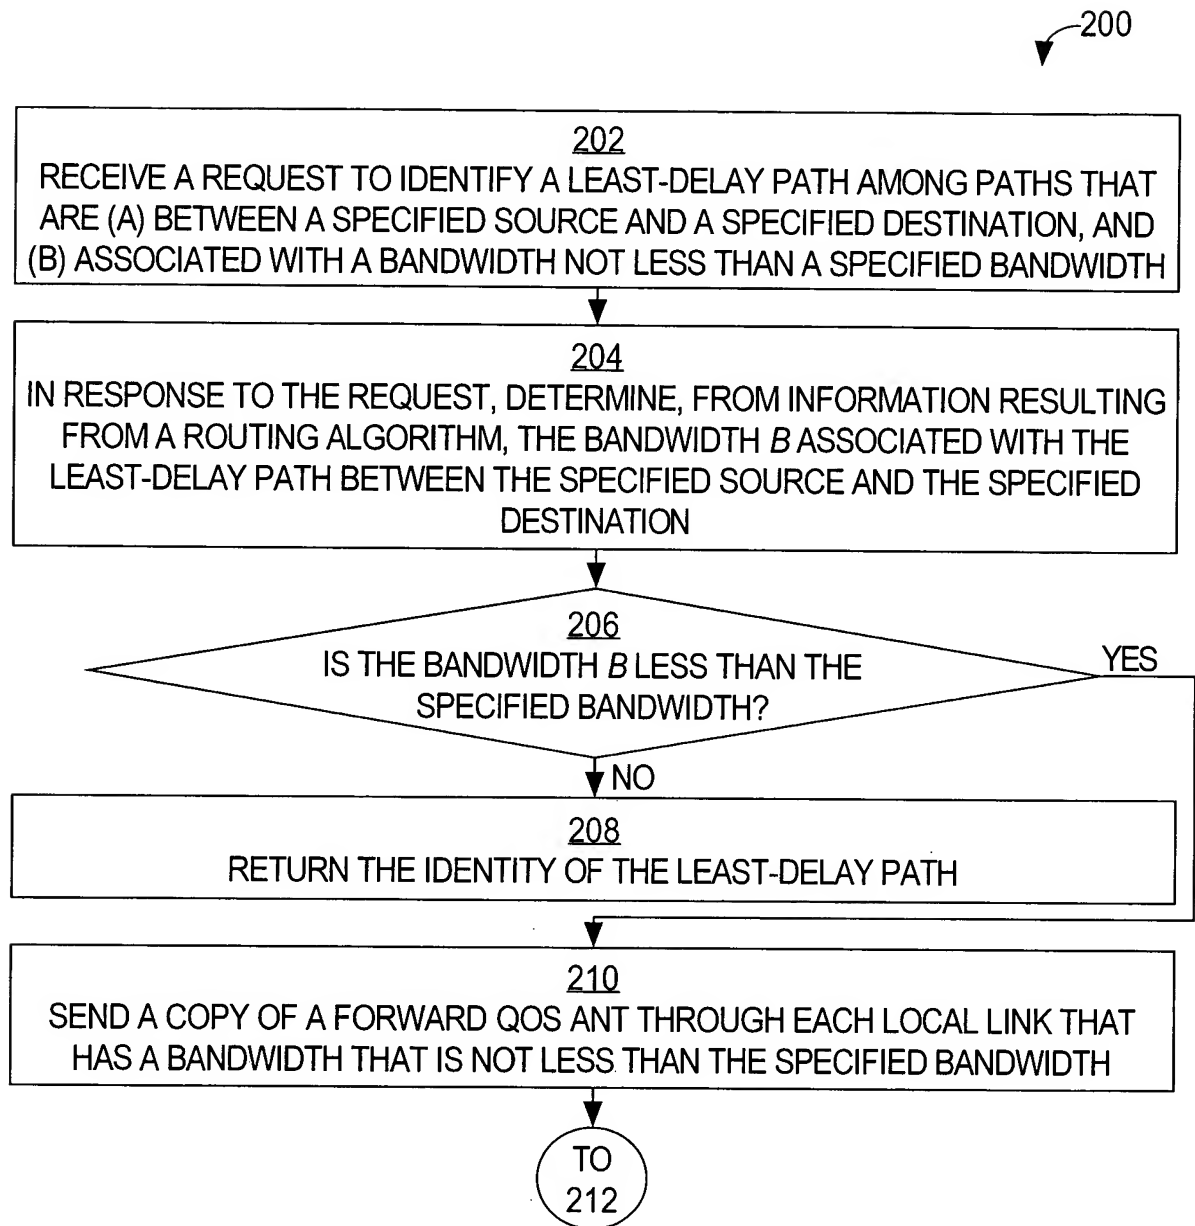 200
202
RECEIVE A REQUEST TO IDENTIFY A LEAST-DELAY PATH AMONG PATHS THAT
ARE (A) BETWEEN A SPECIFIED SOURCE AND A SPECIFIED DESTINATION, AND
(B) ASSOCIATED WITH A BANDWIDTH NOT LESS THAN A SPECIFIED BANDWIDTH
204
IN RESPONSE TO THE REQUEST, DETERMINE, FROM INFORMATION RESULTING
FROM A ROUTING ALGORITHM, THE BANDWIDTH B ASSOCIATED WITH THE
LEAST-DELAY PATH BETWEEN THE SPECIFIED SOURCE AND THE SPECIFIED
DESTINATION
206
IS THE BANDWIDTH B LESS THAN THE
SPECIFIED BANDWIDTH?
YES
NO
208
RETURN THE IDENTITY OF THE LEAST-DELAY PATH
210
SEND A COPY OF A FORWARD QOS ANT THROUGH EACH LOCAL LINK THAT
HAS A BANDWIDTH THAT IS NOT LESS THAN THE SPECIFIED BANDWIDTH
TO
212